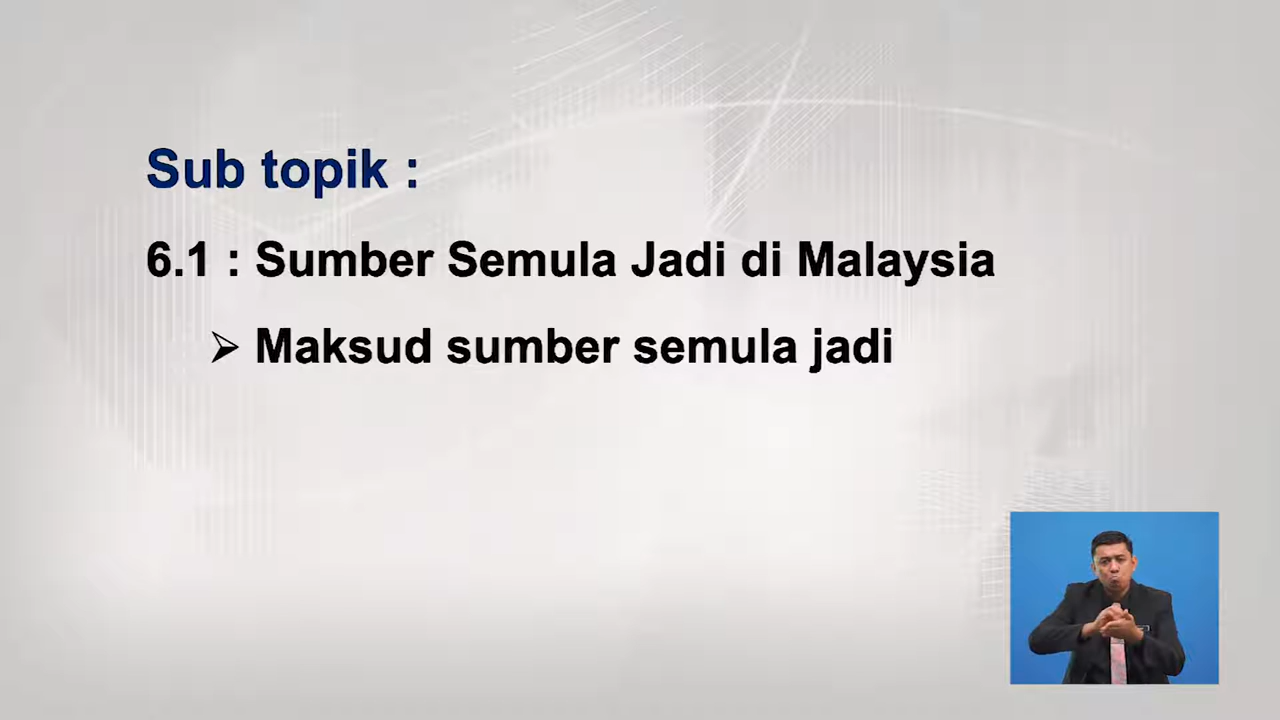 Sub topik :
6.1 : Sumber Semula Jadi di Malaysia
➢ Maksud sumber semula jadi